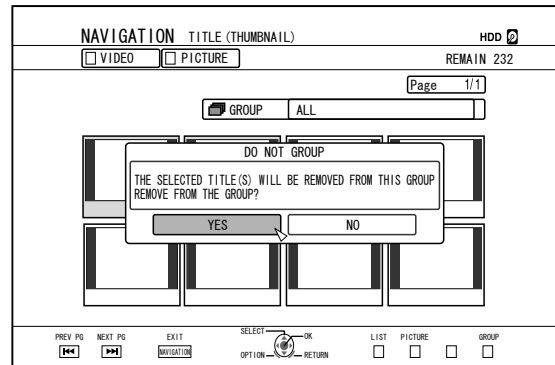 NAVIGATION TITLE (THUMBNAIL) HDD
VIDEO PICTURE REMAIN 232
Page 1/1
GROUP ALL
DO NOT GROUP
THE SELECTED TITLE(S) WILL BE REMOVED FROM THIS GROUP
REMOVE FROM THE GROUP?
YES NO
PREV PG NEXT PG EXIT SELECT OK LIST PICTURE GROUP
NAVIGATION OPTION RETURN